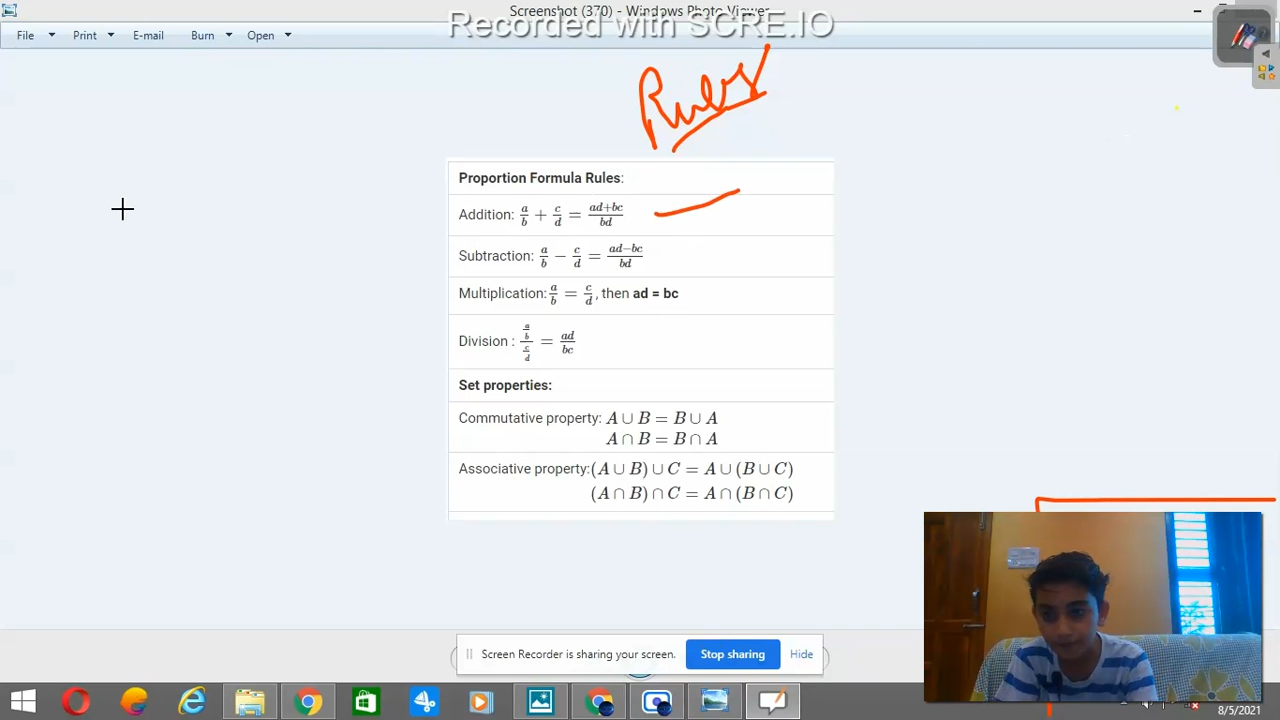 Screenshot (370) - Windows Photo Viewer
Recorded with SCRE.IO
File Print E-mail Burn Open
Rules
Proportion Formula Rules:
Addition: a/b + c/d = ad+bc/bd
Subtraction: a/b − c/d = ad−bc/bd
Multiplication: a/b = c/d, then ad = bc
Division : a/b/c/d = ad/bc
Set properties:
Commutative property: A ∪ B = B ∪ A
A ∩ B = B ∩ A
Associative property:(A ∪ B) ∪ C = A ∪ (B ∪ C)
(A ∩ B) ∩ C = A ∩ (B ∩ C)
Screen Recorder is sharing your screen. Stop sharing Hide
8/5/2021